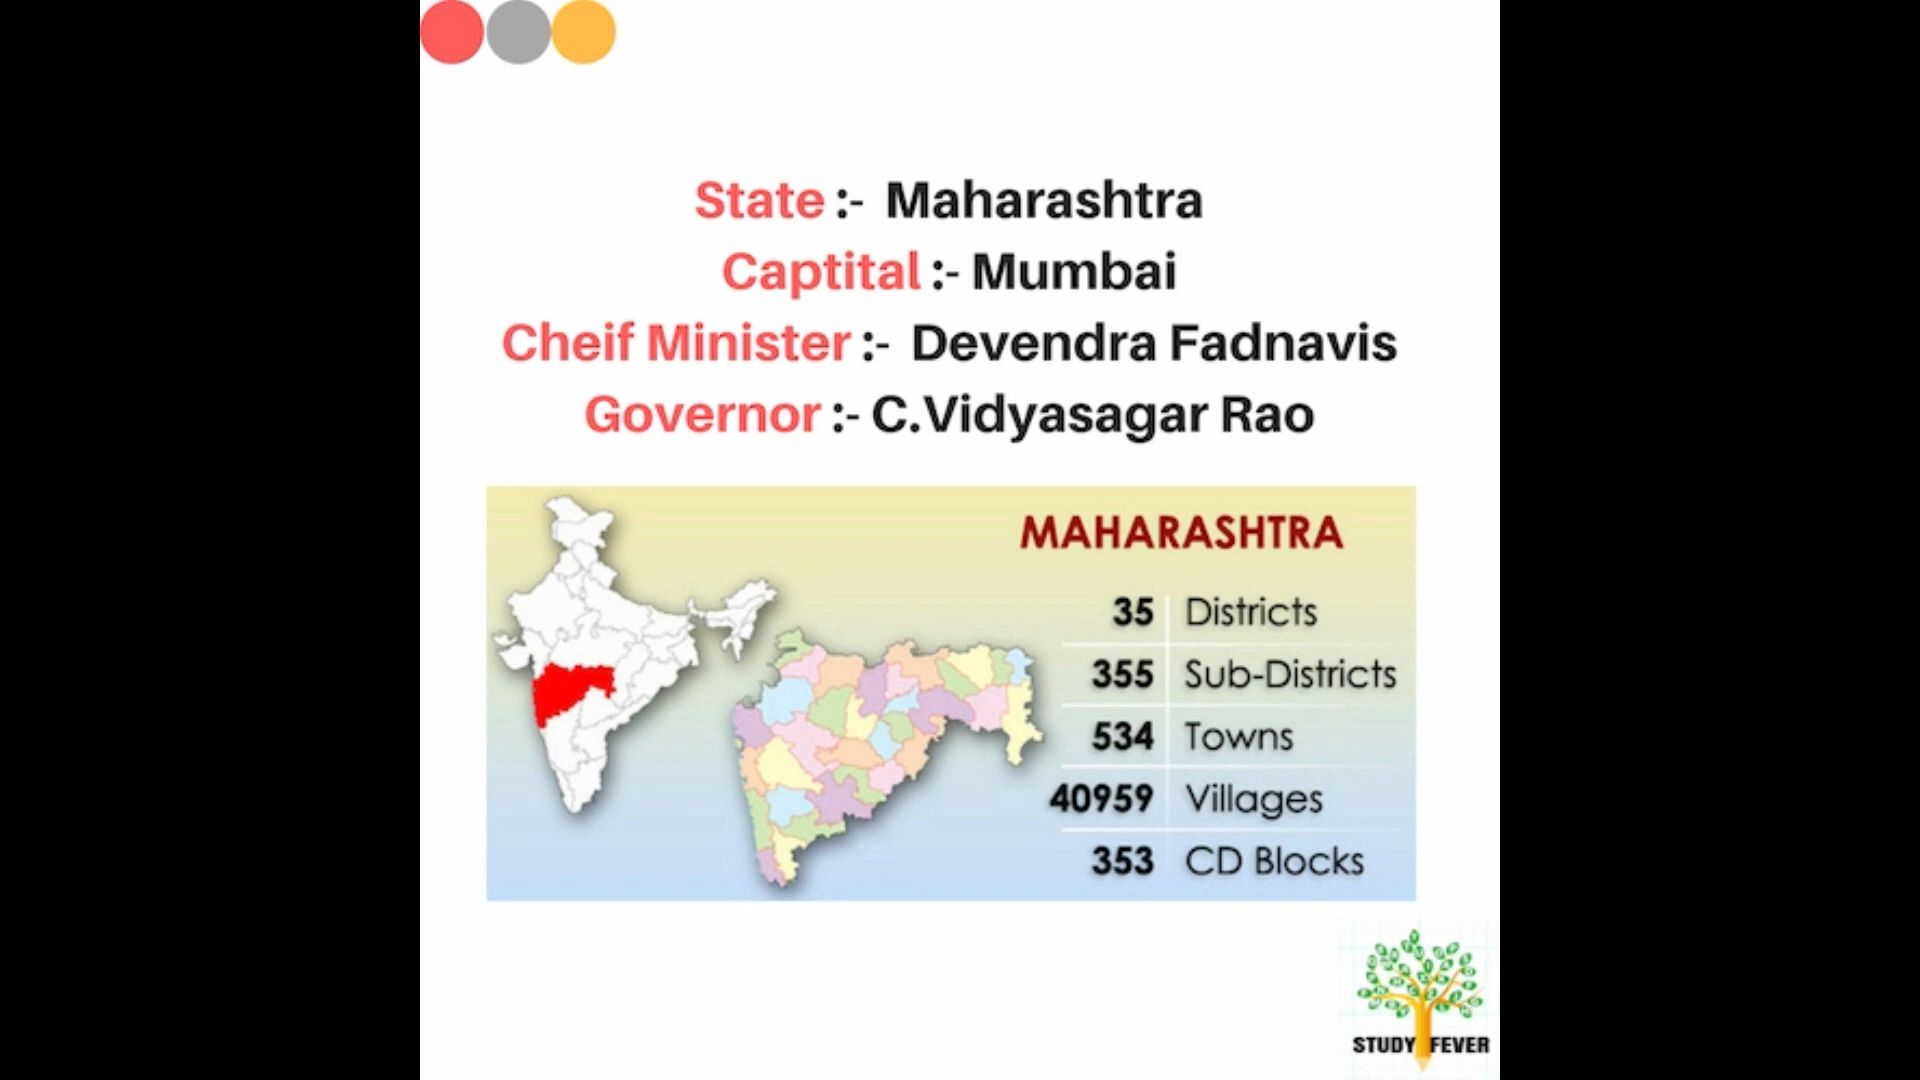 State :- Maharashtra
Captital :- Mumbai
Cheif Minister :- Devendra Fadnavis
Governor :- C.Vidyasagar Rao
MAHARASHTRA
35 Districts
355 Sub-Districts
534 Towns
40959 Villages
353 CD Blocks
STUDY FEVER